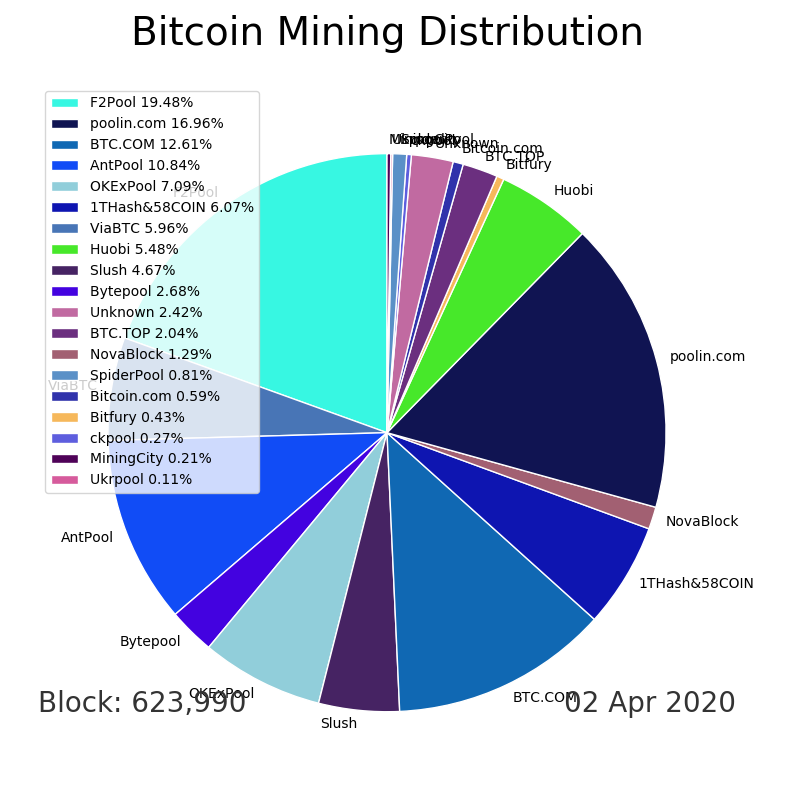 Bitcoin Mining Distribution
F2Pool 19.48%
poolin.com 16.96%
BTC.COM 12.61%
AntPool 10.84%
OKExPool 7.09%
1THash&58COIN 6.07%
ViaBTC 5.96%
Huobi 5.48%
Slush 4.67%
Bytepool 2.68%
Unknown 2.42%
BTC.TOP 2.04%
NovaBlock 1.29%
SpiderPool 0.81%
Bitcoin.com 0.59%
Bitfury 0.43%
ckpool 0.27%
MiningCity 0.21%
Ukrpool 0.11%
Unknown
Bitcoin.com
BTC.TOP
Bitfury
Huobi
F2Pool
poolin.com
ViaBTC
NovaBlock
AntPool
1THash&58COIN
Bytepool
OKExPool
BTC.COM
Slush
Block: 623,990
02 Apr 2020